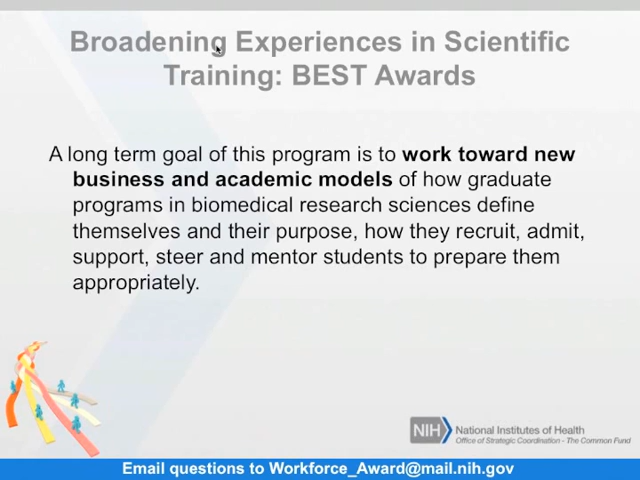 Broadening Experiences in Scientific
Training: BEST Awards
A long term goal of this program is to work toward new
business and academic models of how graduate
programs in biomedical research sciences define
themselves and their purpose, how they recruit, admit,
support, steer and mentor students to prepare them
appropriately.
NIH National Institutes of Health
Office of Strategic Coordination - The Common Fund
Email questions to Workforce_Award@mail.nih.gov